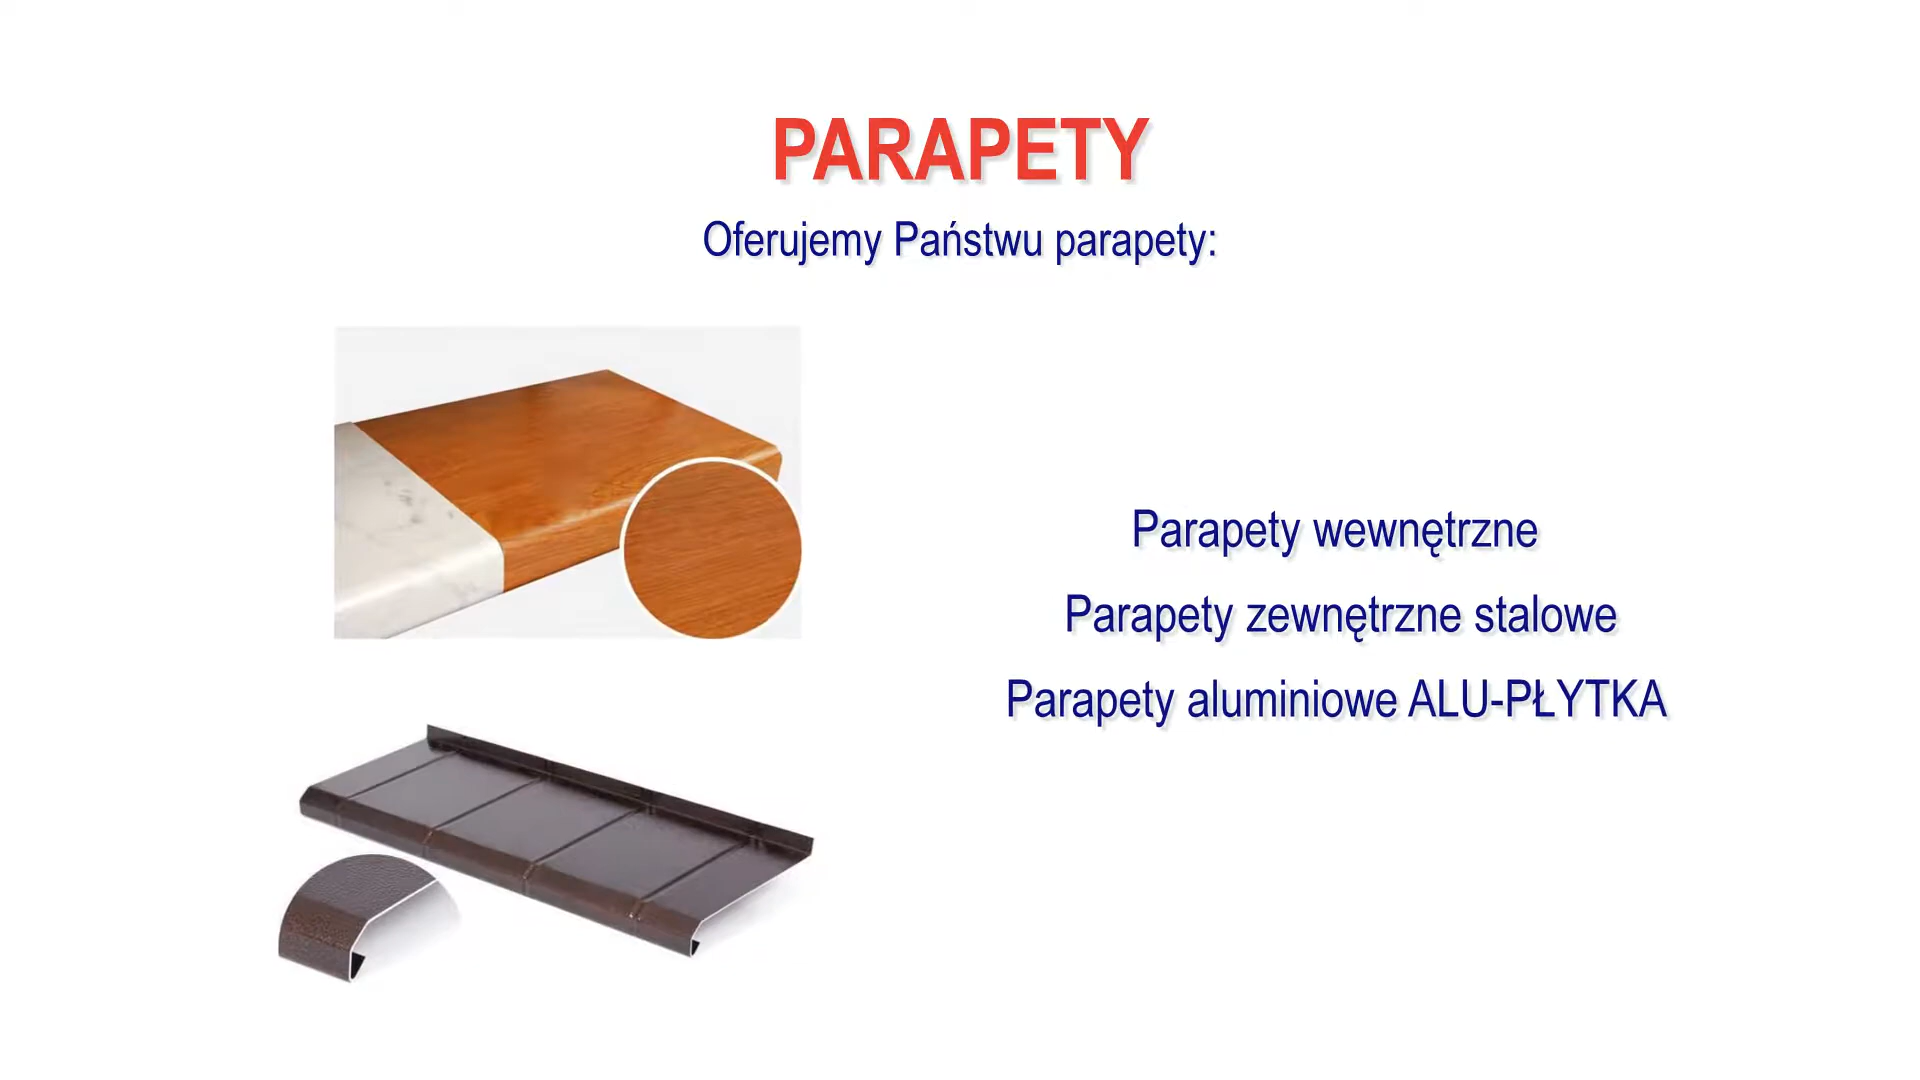 PARAPETY
Oferujemy Państwu parapety:
Parapety wewnętrzne
Parapety zewnętrzne stalowe
Parapety aluminiowe ALU-PŁYTKA